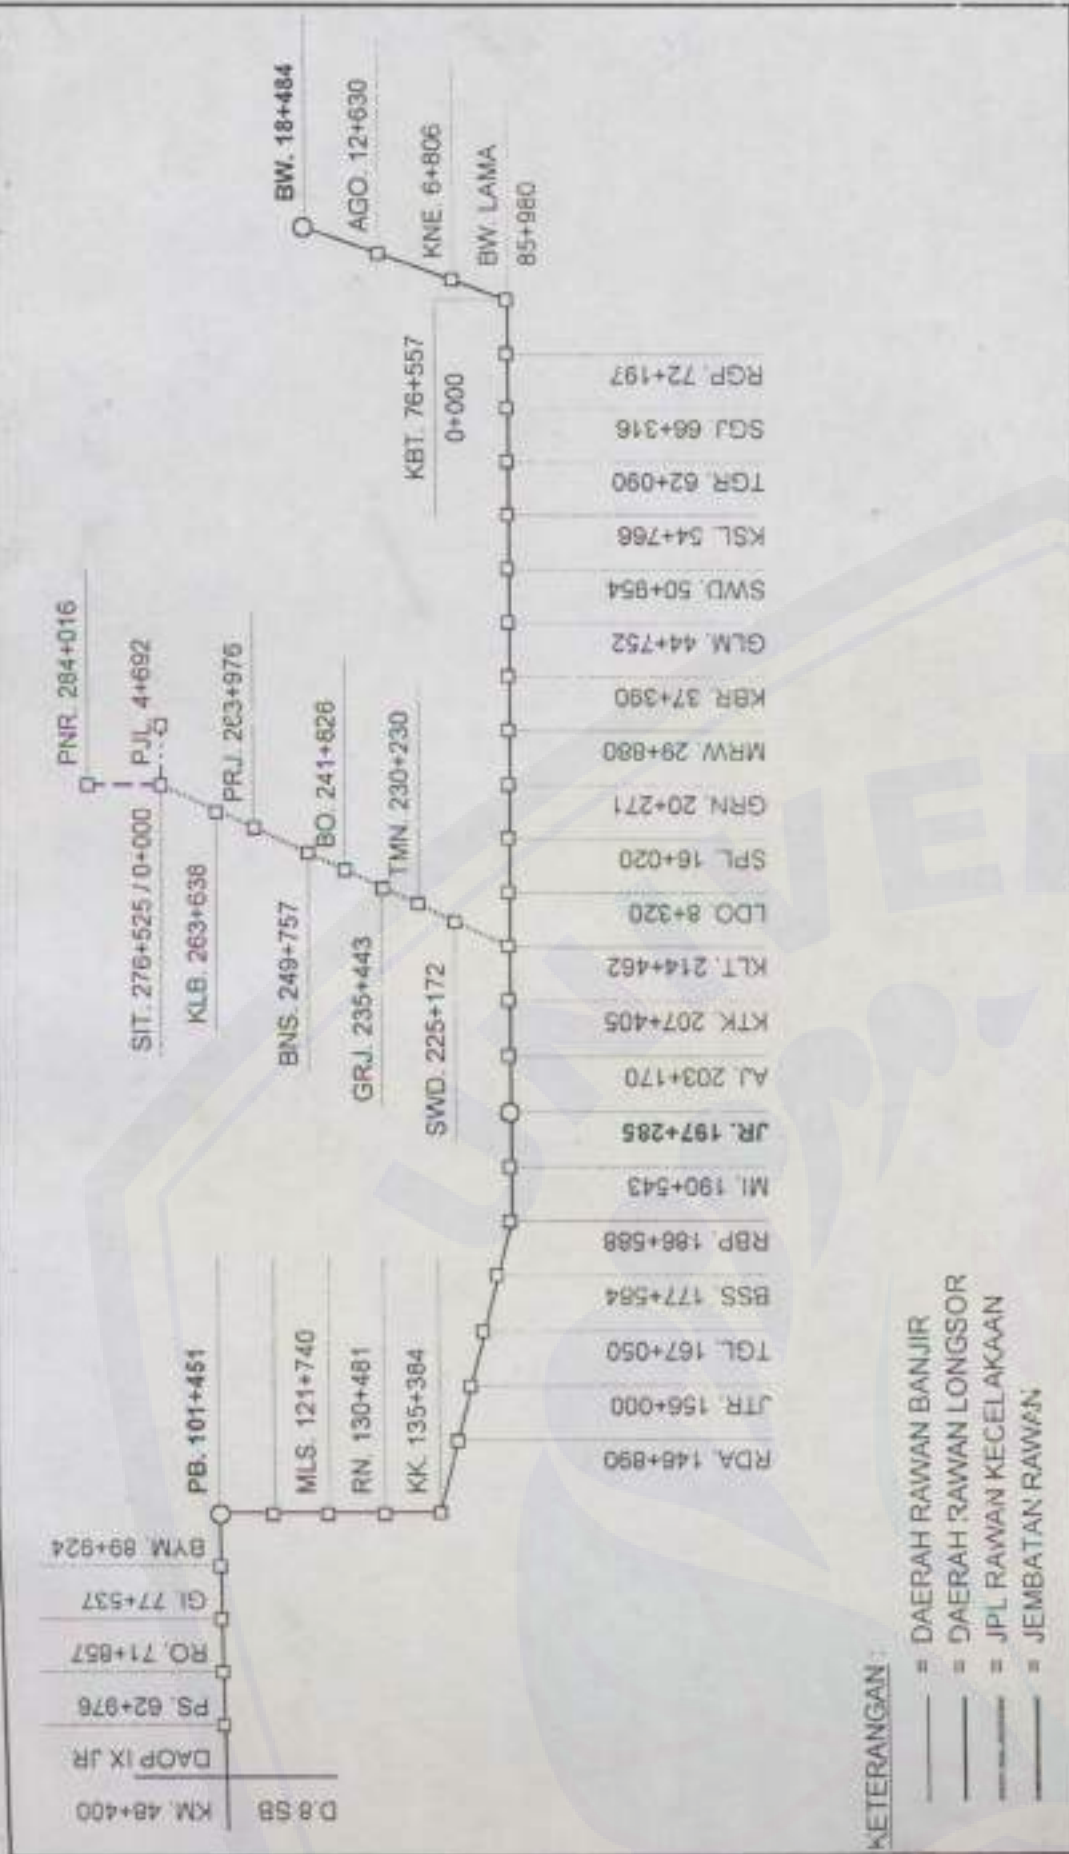 KM. 48+400
DAOP IX JR
D.8 SB
PS. 62+976
RO. 71+857
GI. 77+537
BYM. 89+924
PB. 101+451
MLS. 121+740
RN. 130+481
KK. 135+384
RDA. 146+890
JTR. 156+000
TGL. 167+050
BSS. 177+584
RBP. 186+588
MI. 190+543
JR. 197+285
AJ. 203+170
KTK. 207+405
KLT. 214+462
LDO. 8+320
SPL. 16+020
GRN. 20+271
MRW. 29+880
KBR. 37+390
GLM. 44+752
SWD. 50+954
KSL. 54+766
TGR. 62+090
SGJ. 66+316
RGP. 72+197
SWD. 225+172
TMN. 230+230
GRJ. 235+443
BO. 241+626
BNS. 249+757
PRJ. 263+976
KLB. 263+638
SIT. 276+525 / 0+000
PJL. 4+692
PNR. 284+016
KBT. 76+557
0+000
BW. LAMA
85+980
KNE. 6+806
AGO. 12+630
BW. 18+484
KETERANGAN :
= DAERAH RAWAN BANJIR
= DAERAH RAWAN LONGSOR
= JPL RAWAN KECELAKAAN
= JEMBATAN RAWAN